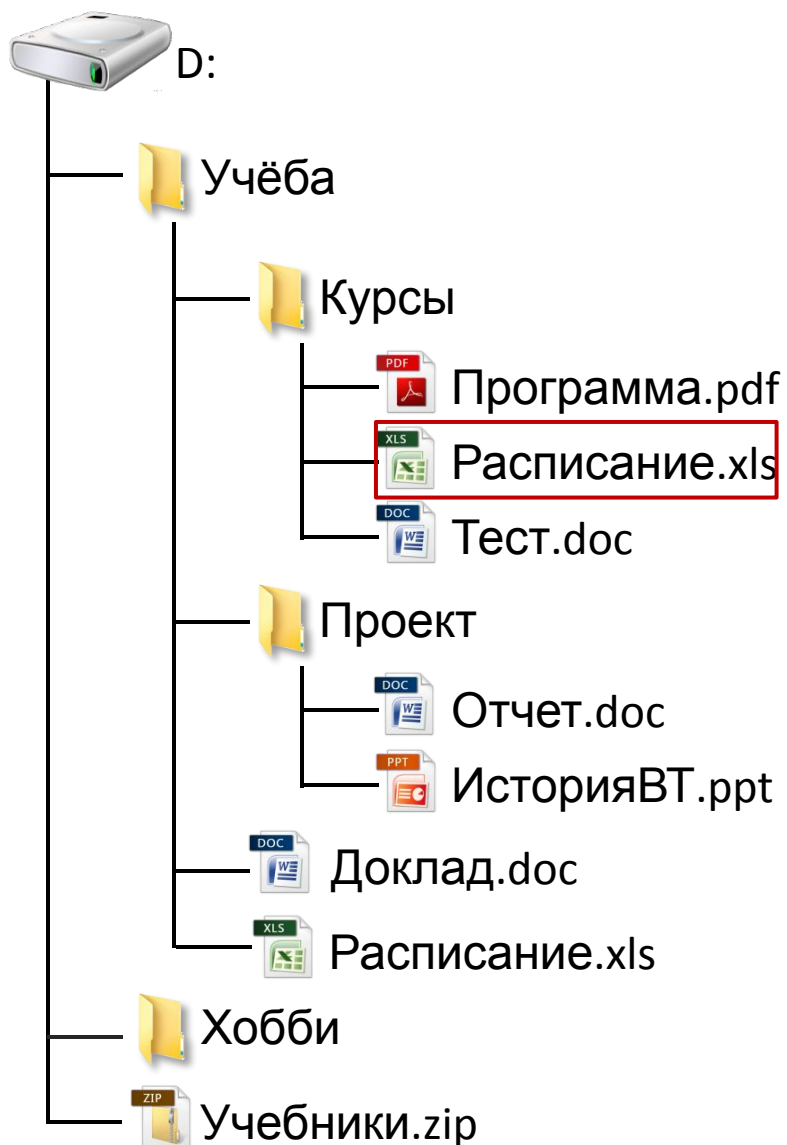 D:
Учёба
Курсы
PDF Программа.pdf
XLS Расписание.xls
DOC Тест.doc
Проект
DOC Отчет.doc
PPT ИсторияВТ.ppt
DOC Доклад.doc
XLS Расписание.xls
Хобби
ZIP Учебники.zip